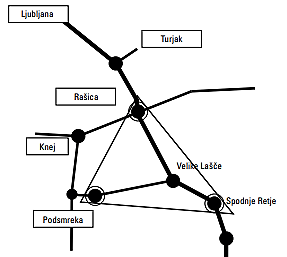 Ljubljana
Turjak
Rašica
Knej
Velike Lašče
Spodnje Retje
Podsmreka